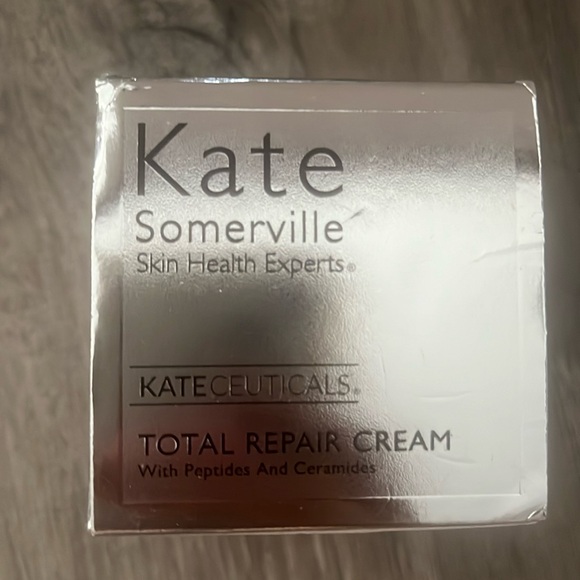 Kate
Somerville
Skin Health Experts®
KATECEUTICALS®
TOTAL REPAIR CREAM
With Peptides And Ceramides